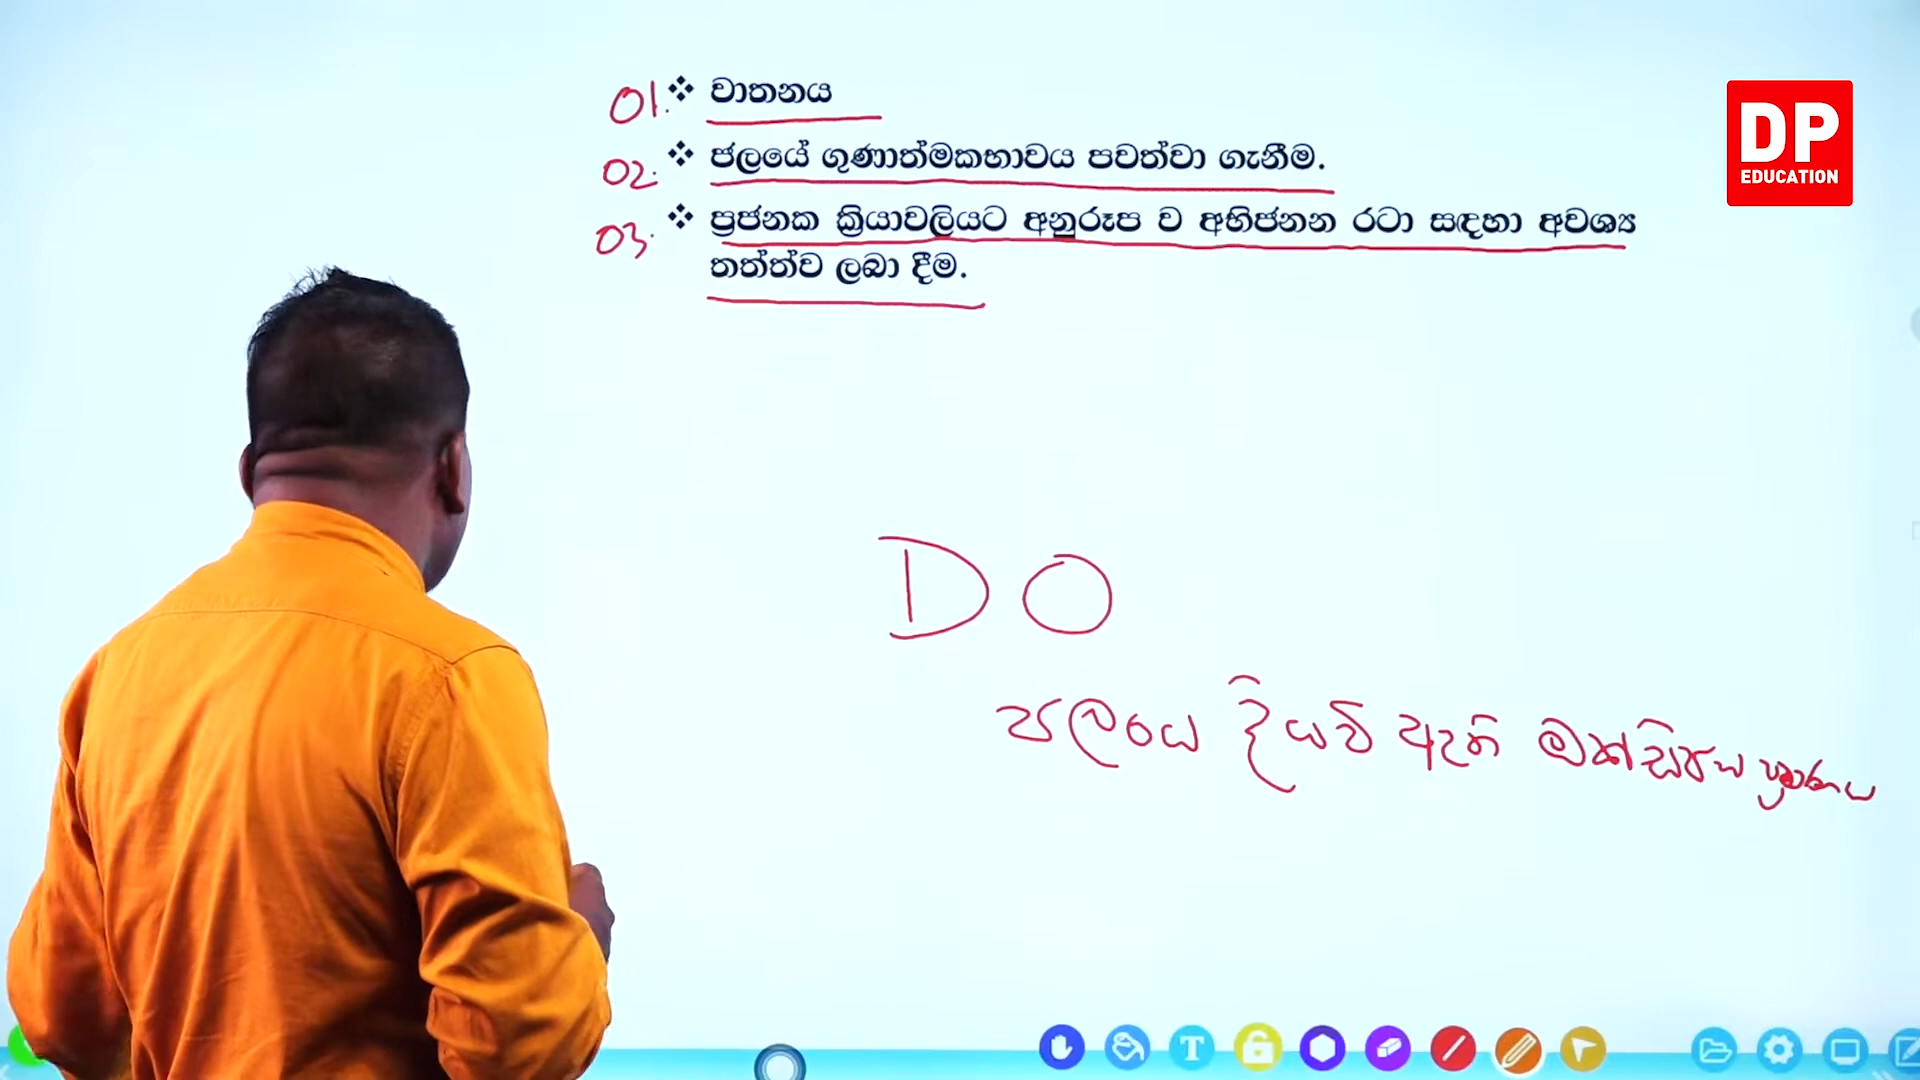 01. ❖ වාතනය
02. ❖ ජලයේ ගුණාත්මකභාවය පවත්වා ගැනීම.
03. ❖ ප්‍රජනක ක්‍රියාවලියට අනුරූප ව අභිජනන රටා සඳහා අවශ්‍ය
තත්ත්ව ලබා දීම.
DP
EDUCATION
DO
ජලයේ දියවී ඇති ඔක්සිජන් ප්‍රමාණය
T